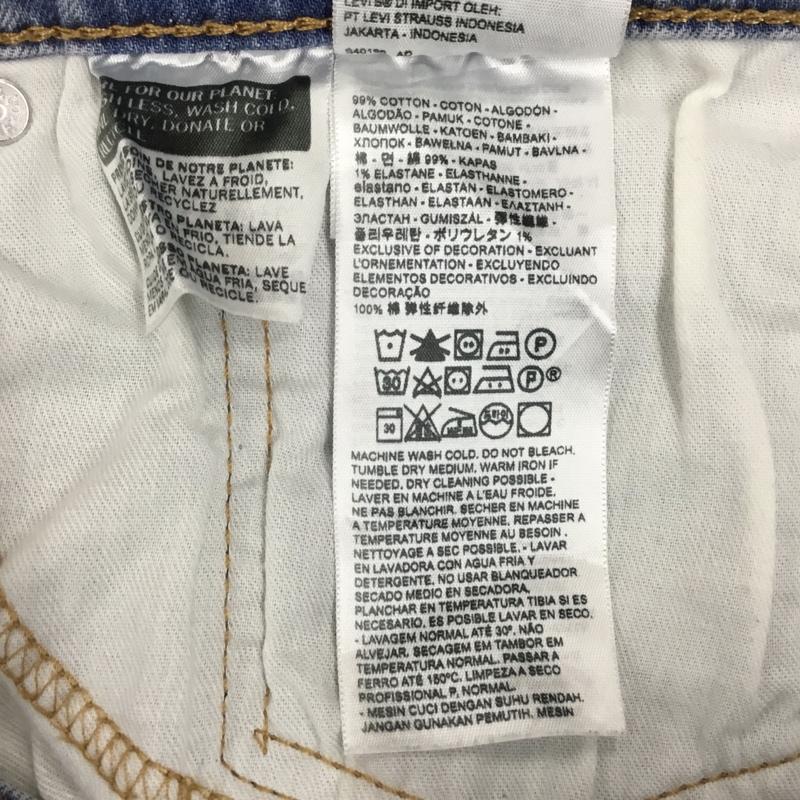 LEVI'S® DI IMPORT OLEH:
PT LEVI STRAUSS INDONESIA
JAKARTA - INDONESIA
FOR OUR PLANET.
LESS, WASH COLD,
DRY, DONATE OR
DE NOTRE PLANETE:
LAVEZ A FROID,
NATURELLEMENT,
RECYCLEZ
PLANETA: LAVA
EN FRIO, TIENDE LA
RECICLA.
PLANETA: LAVE
AGUA FRIA, SEQUE
RECICLE.
99% COTTON - COTON - ALGODÓN -
ALGODÃO - PAMUK - COTONE -
BAUMWOLLE - KATOEN - BAMBAKI -
ХЛОПОК - BAWEŁNA - PAMUT - BAVLNA -
棉 - 면 - 綿 99% - KAPAS
1% ELASTANE - ELASTHANNE -
elastano - ELASTAN - ELASTOMERO -
ELASTHAN - ELASTAAN - ΕΛΑΣΤΑΝΗ -
ЭЛАСТАН - GUMISZÁL - 弹性纖維 -
폴리우레탄 - ポリウレタン 1%
EXCLUSIVE OF DECORATION - EXCLUANT
L'ORNEMENTATION - EXCLUYENDO
ELEMENTOS DECORATIVOS - EXCLUINDO
DECORAÇÃO
100% 棉 弹性纤维除外
P
30 P®
30 드라이
MACHINE WASH COLD. DO NOT BLEACH.
TUMBLE DRY MEDIUM. WARM IRON IF
NEEDED. DRY CLEANING POSSIBLE -
LAVER EN MACHINE A L'EAU FROIDE.
NE PAS BLANCHIR. SECHER EN MACHINE
A TEMPERATURE MOYENNE. REPASSER A
TEMPERATURE MOYENNE AU BESOIN .
NETTOYAGE A SEC POSSIBLE. - LAVAR
EN LAVADORA CON AGUA FRIA Y
DETERGENTE. NO USAR BLANQUEADOR
SECADO MEDIO EN SECADORA.
PLANCHAR EN TEMPERATURA TIBIA SI ES
NECESARIO. ES POSIBLE LAVAR EN SECO.
- LAVAGEM NORMAL ATÉ 30º. NÃO
ALVEJAR. SECAGEM EM TAMBOR EM
TEMPERATURA NORMAL. PASSAR A
FERRO ATÉ 150ºC. LIMPEZA A SECO
PROFISSIONAL P, NORMAL.
- MESIN CUCI DENGAN SUHU RENDAH.
JANGAN GUNAKAN PEMUTIH. MESIN